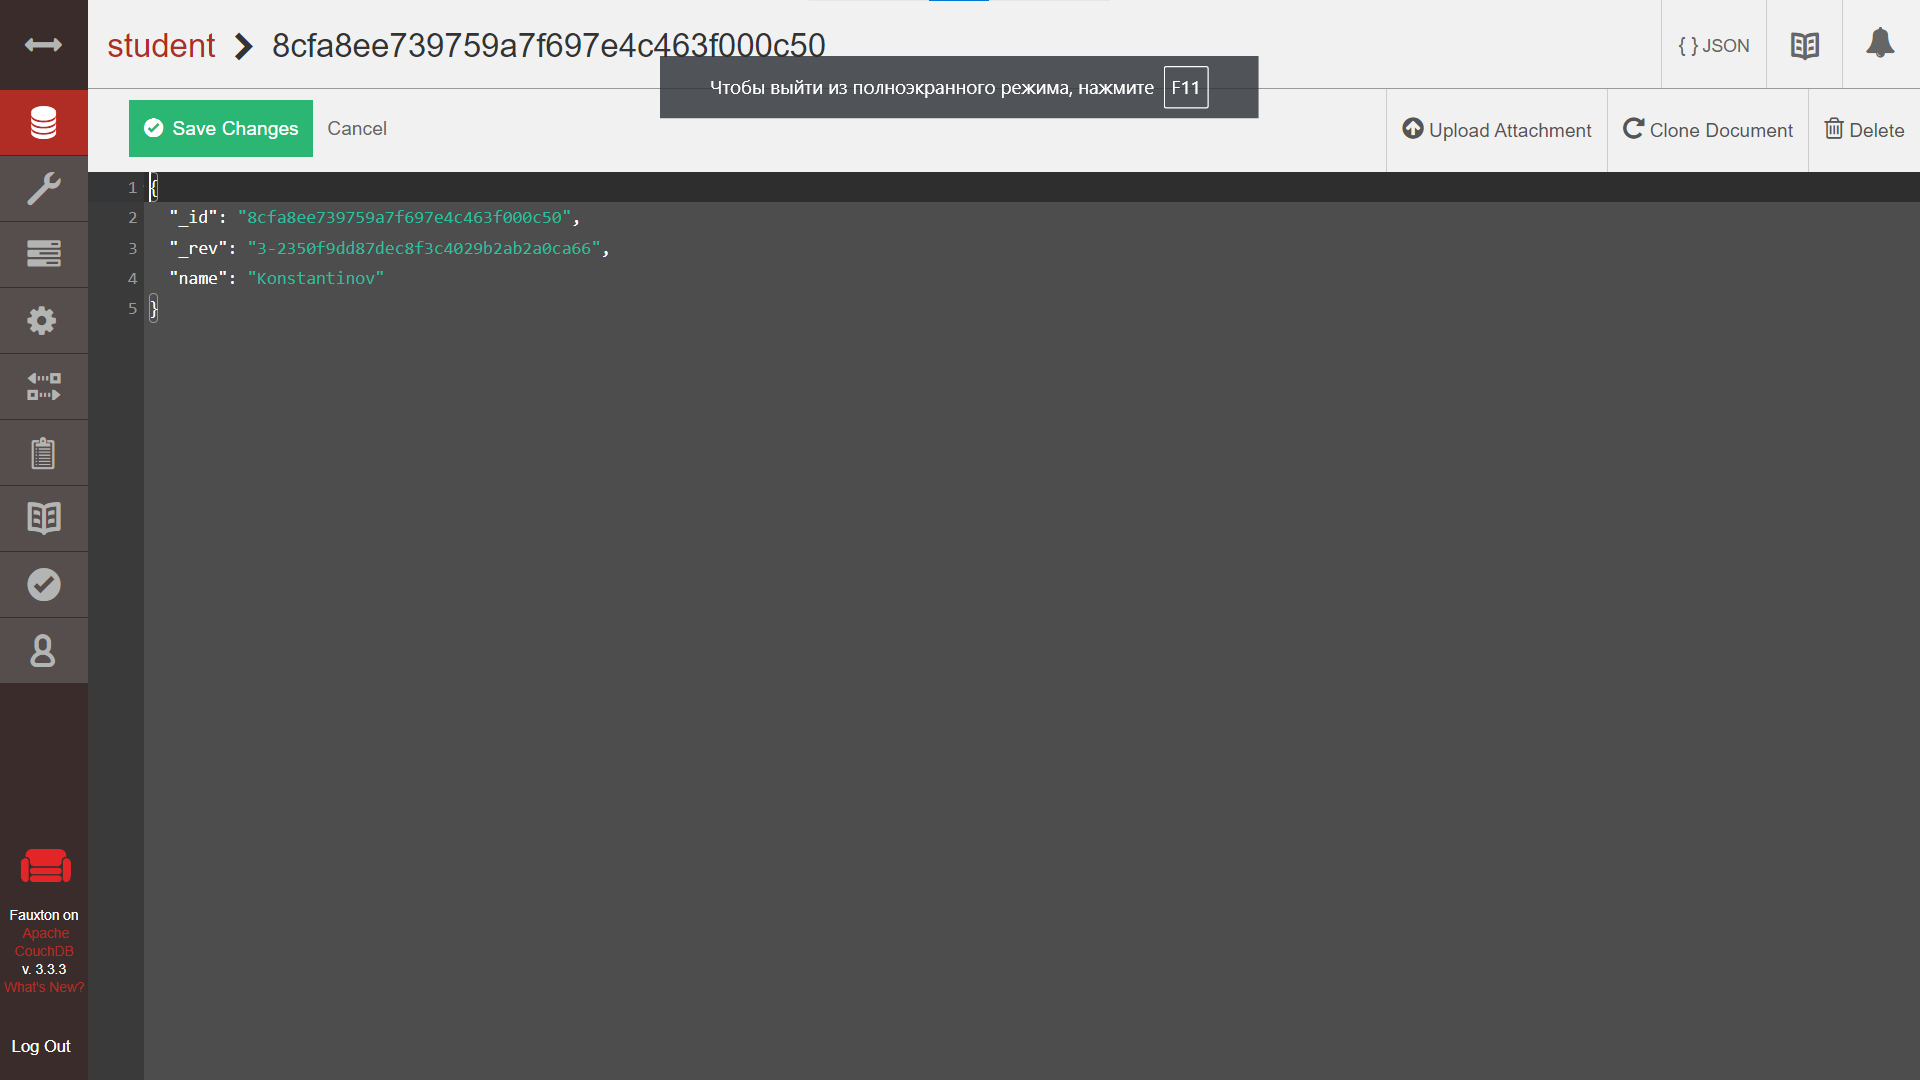 student 8cfa8ee739759a7f697e4c463f000c50
{ } JSON
Чтобы выйти из полноэкранного режима, нажмите F11
Save Changes Cancel
Upload Attachment Clone Document Delete
1 {
2 "_id": "8cfa8ee739759a7f697e4c463f000c50",
3 "_rev": "3-2350f9dd87dec8f3c4029b2ab2a0ca66",
4 "name": "Konstantinov"
5 }
Fauxton on
Apache
CouchDB
v. 3.3.3
What's New?
Log Out